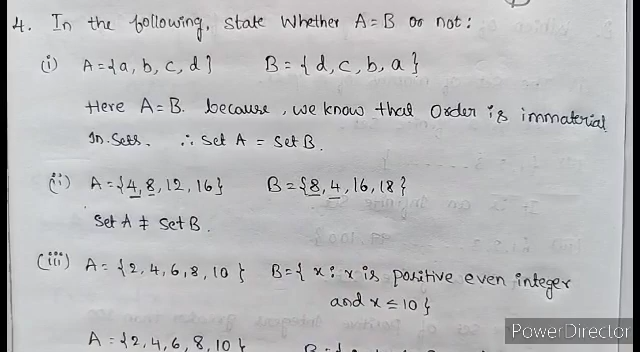 4. In the following, state whether A = B or not :
(i) A = {a, b, c, d} B = { d, c, b, a }
Here A = B. because, we know that Order is immaterial
In. Sets. ∴ Set A = Set B.
(ii) A = {4, 8, 12, 16} B = {8, 4, 16, 18}
Set A ≠ Set B.
(iii) A = {2, 4, 6, 8, 10} B = { x : x is positive even integer
and x ≤ 10 }
PowerDirector
A = {2, 4, 6, 8, 10}